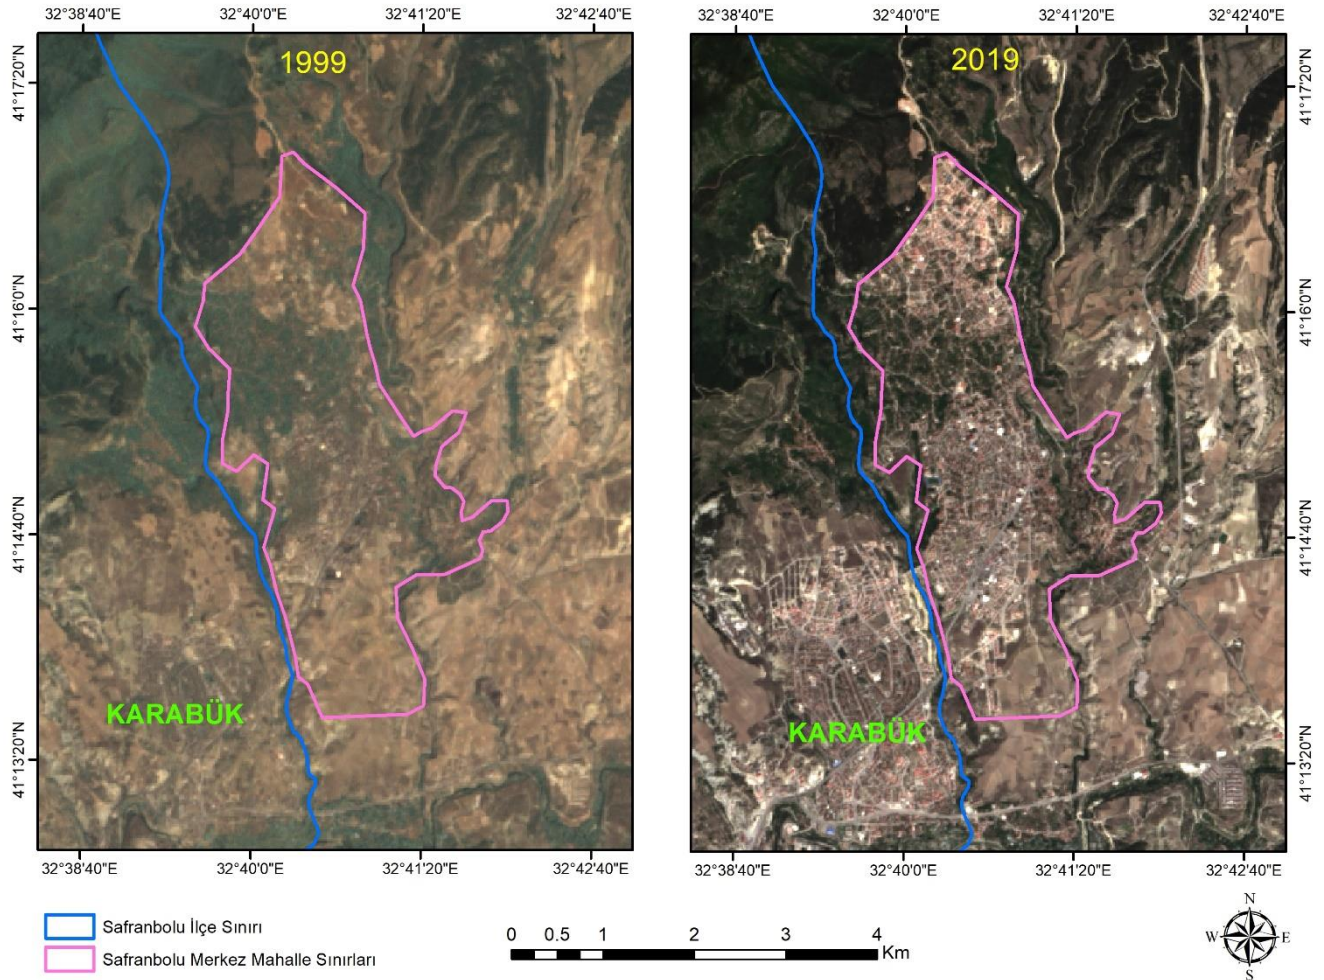 32°38'40"E 32°40'0"E 32°41'20"E 32°42'40"E
32°38'40"E 32°40'0"E 32°41'20"E 32°42'40"E
1999
2019
41°17'20"N
41°16'0"N
41°14'40"N
41°13'20"N
41°17'20"N
41°16'0"N
41°14'40"N
41°13'20"N
KARABÜK
KARABÜK
32°38'40"E 32°40'0"E 32°41'20"E 32°42'40"E
32°38'40"E 32°40'0"E 32°41'20"E 32°42'40"E
Safranbolu İlçe Sınırı
Safranbolu Merkez Mahalle Sınırları
0 0.5 1 2 3 4
Km
N
W E
S